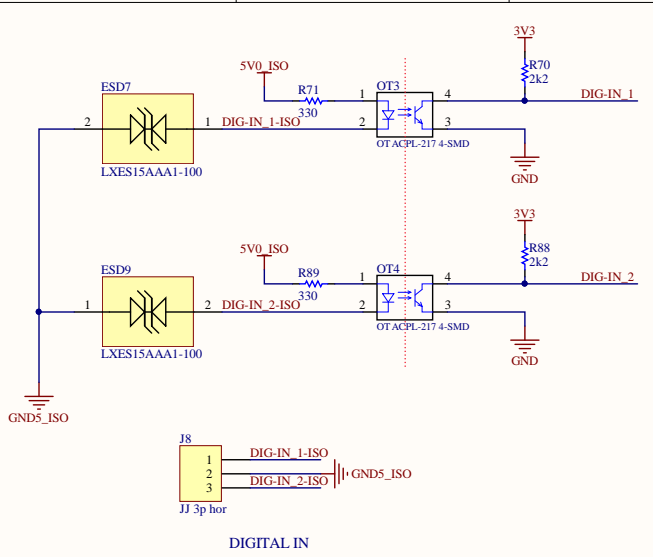 3V3
5V0_ISO
R70
2k2
ESD7
R71
330
OT3
1
4
DIG-IN_1
2
1
DIG-IN_1-ISO
2
3
LXES15AAA1-100
OT ACPL-217 4-SMD
GND
3V3
5V0_ISO
R88
2k2
ESD9
R89
330
OT4
1
4
DIG-IN_2
1
2
DIG-IN_2-ISO
2
3
LXES15AAA1-100
OT ACPL-217 4-SMD
GND
GND5_ISO
J8
1
DIG-IN_1-ISO
2
GND5_ISO
3
DIG-IN_2-ISO
JJ 3p hor
DIGITAL IN